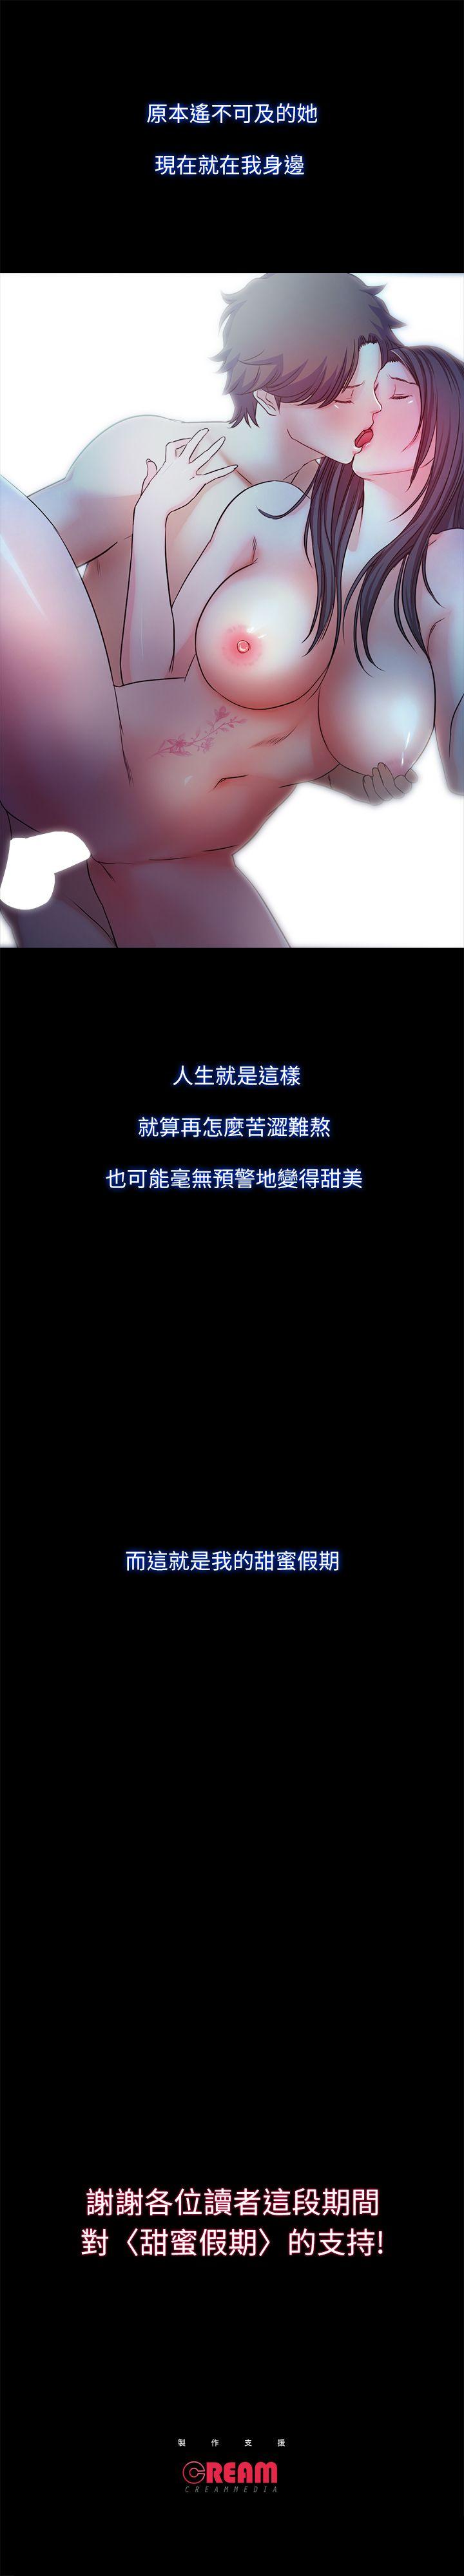 原本遙不可及的她
現在就在我身邊
人生就是這樣
就算再怎麼苦澀難熬
也可能毫無預警地變得甜美
而這就是我的甜蜜假期
謝謝各位讀者這段期間
對〈甜蜜假期〉的支持!
製作支援
CREAM
CREAMMEDIA